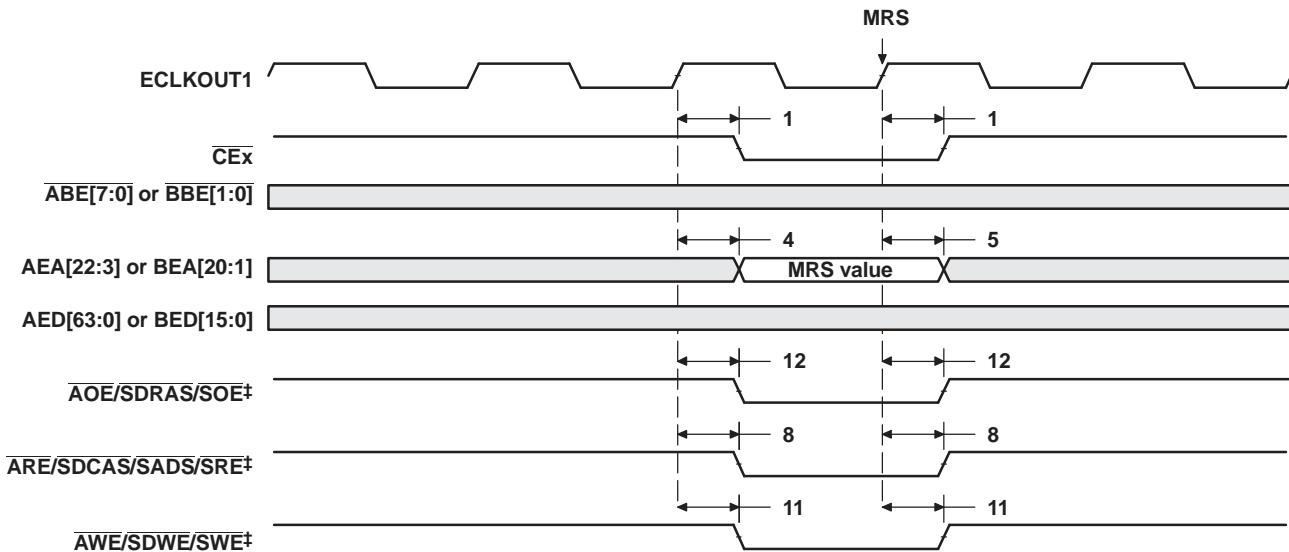 MRS
ECLKOUT1
1 1
CEx
ABE[7:0] or BBE[1:0]
4 5
AEA[22:3] or BEA[20:1] MRS value
AED[63:0] or BED[15:0]
12 12
AOE/SDRAS/SOE‡
8 8
ARE/SDCAS/SADS/SRE‡
11 11
AWE/SDWE/SWE‡